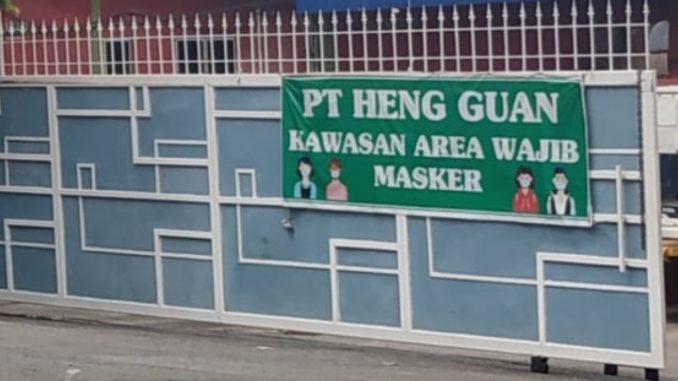 PT HENG GUAN
KAWASAN AREA WAJIB
MASKER